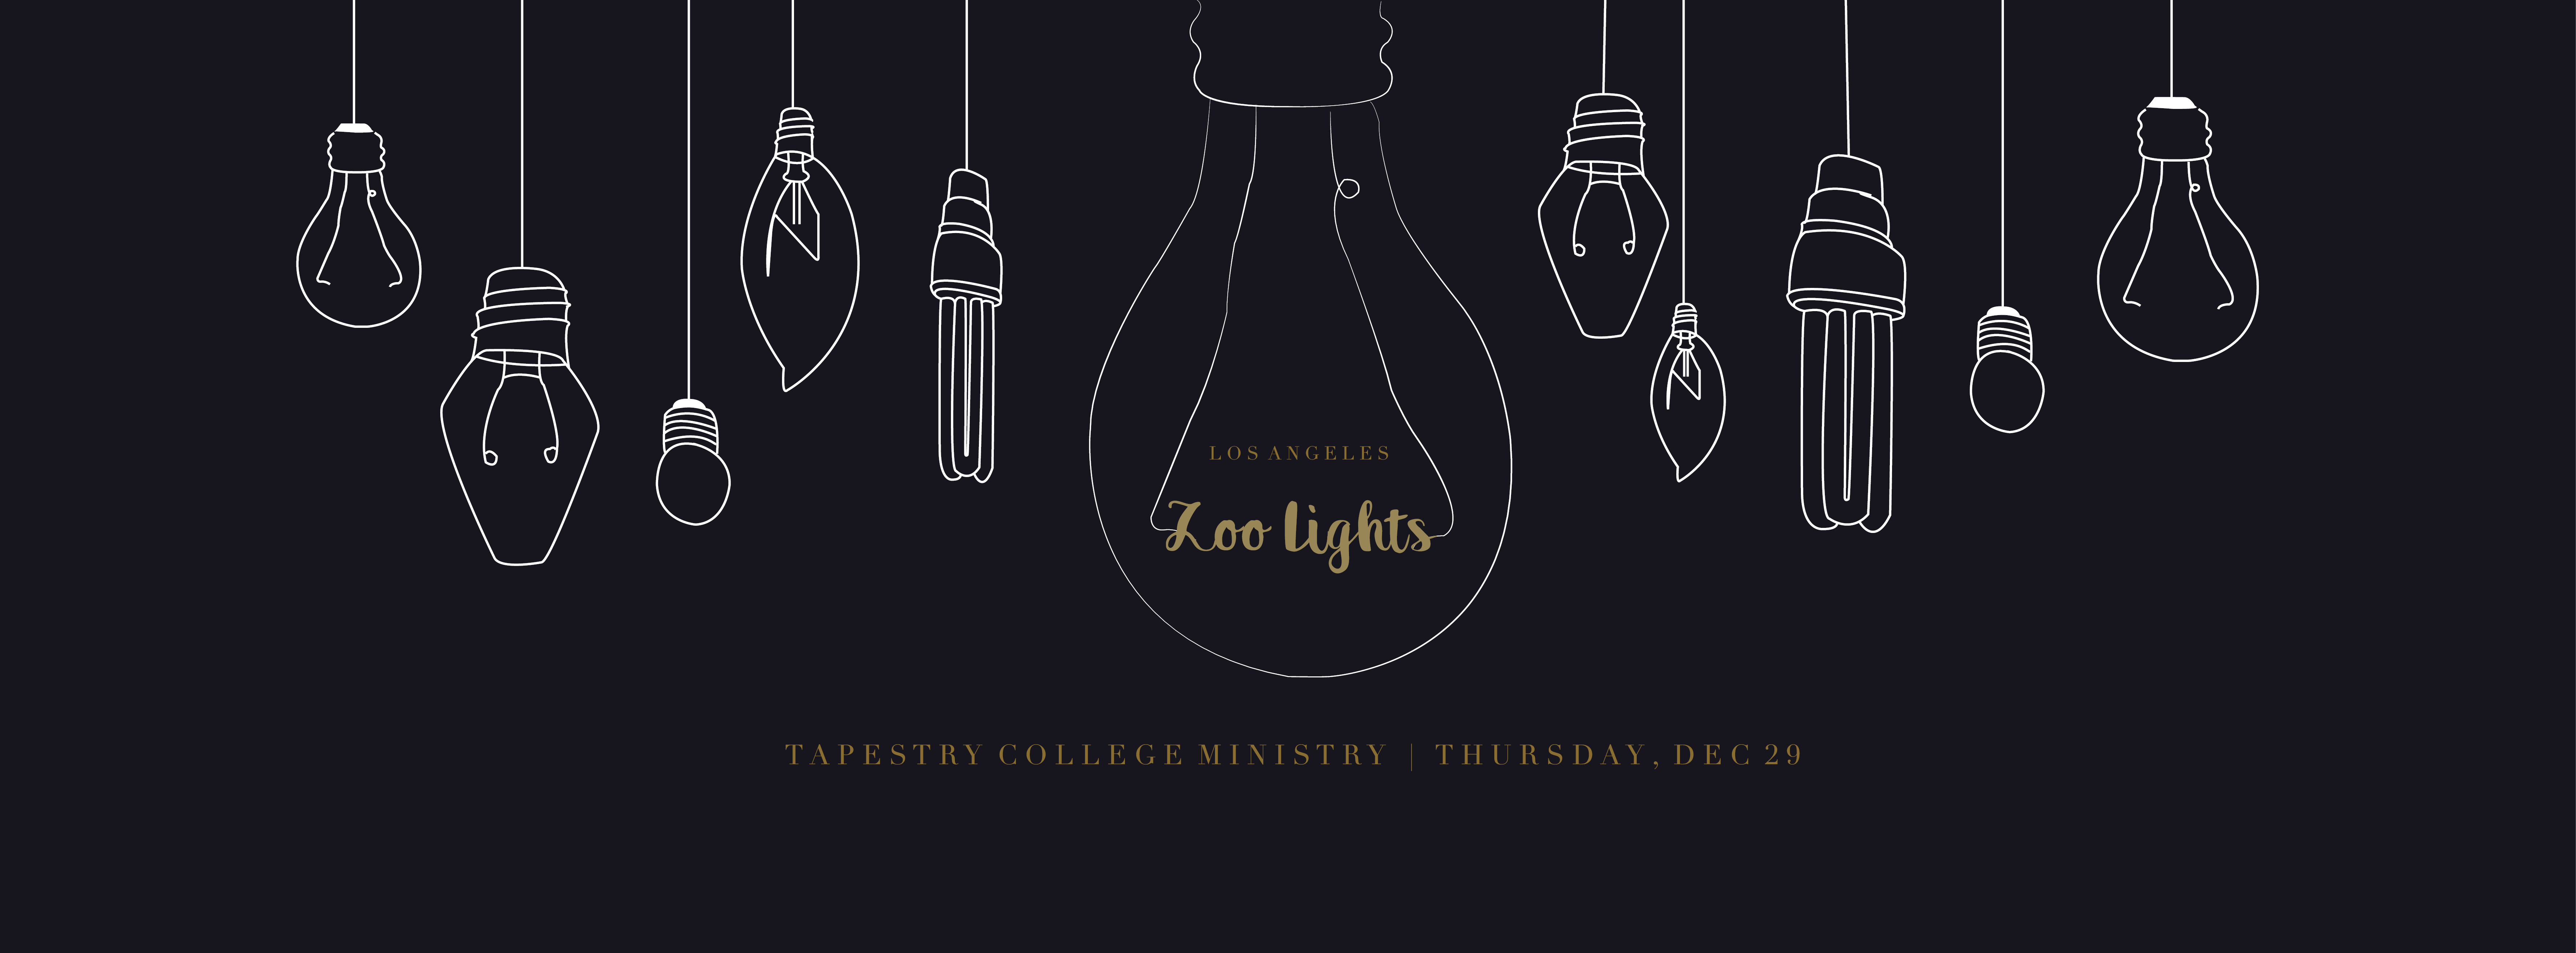 LOS ANGELES
Zoo Lights
TAPESTRY COLLEGE MINISTRY | THURSDAY, DEC 29